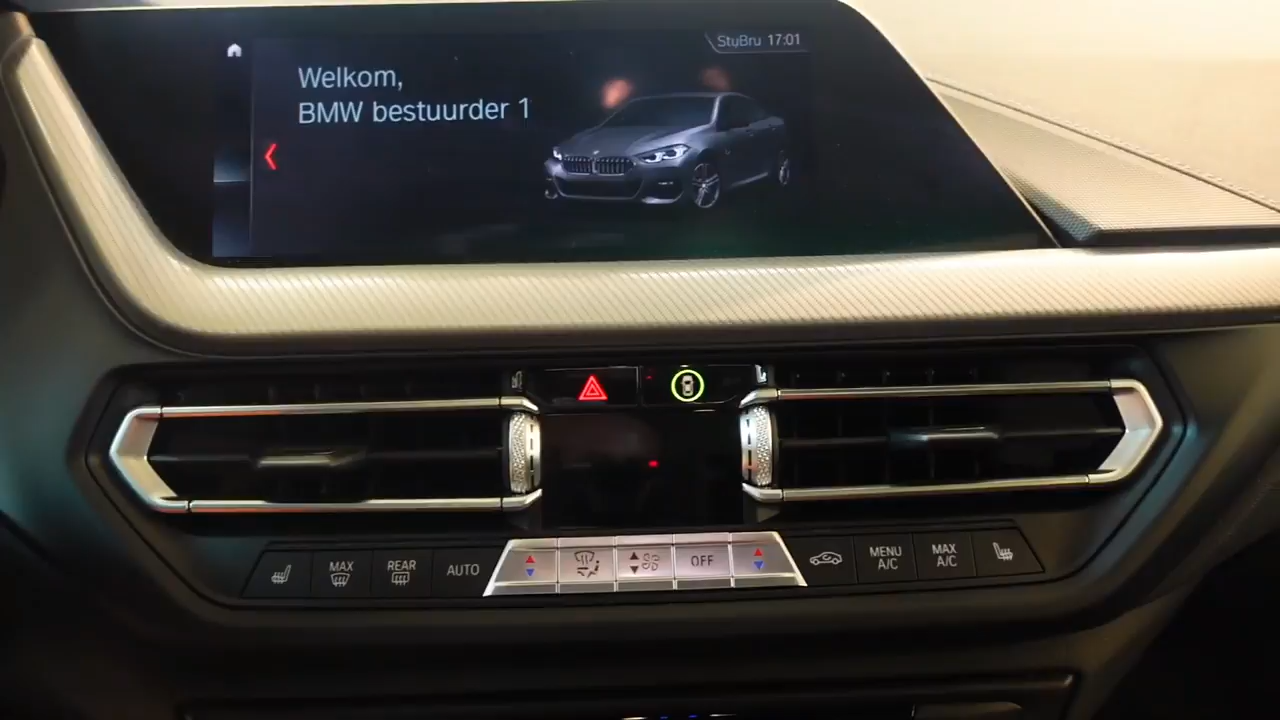 StuBru 17:01
Welkom,
BMW bestuurder 1
MAX
REAR
AUTO
OFF
MENU
A/C
MAX
A/C